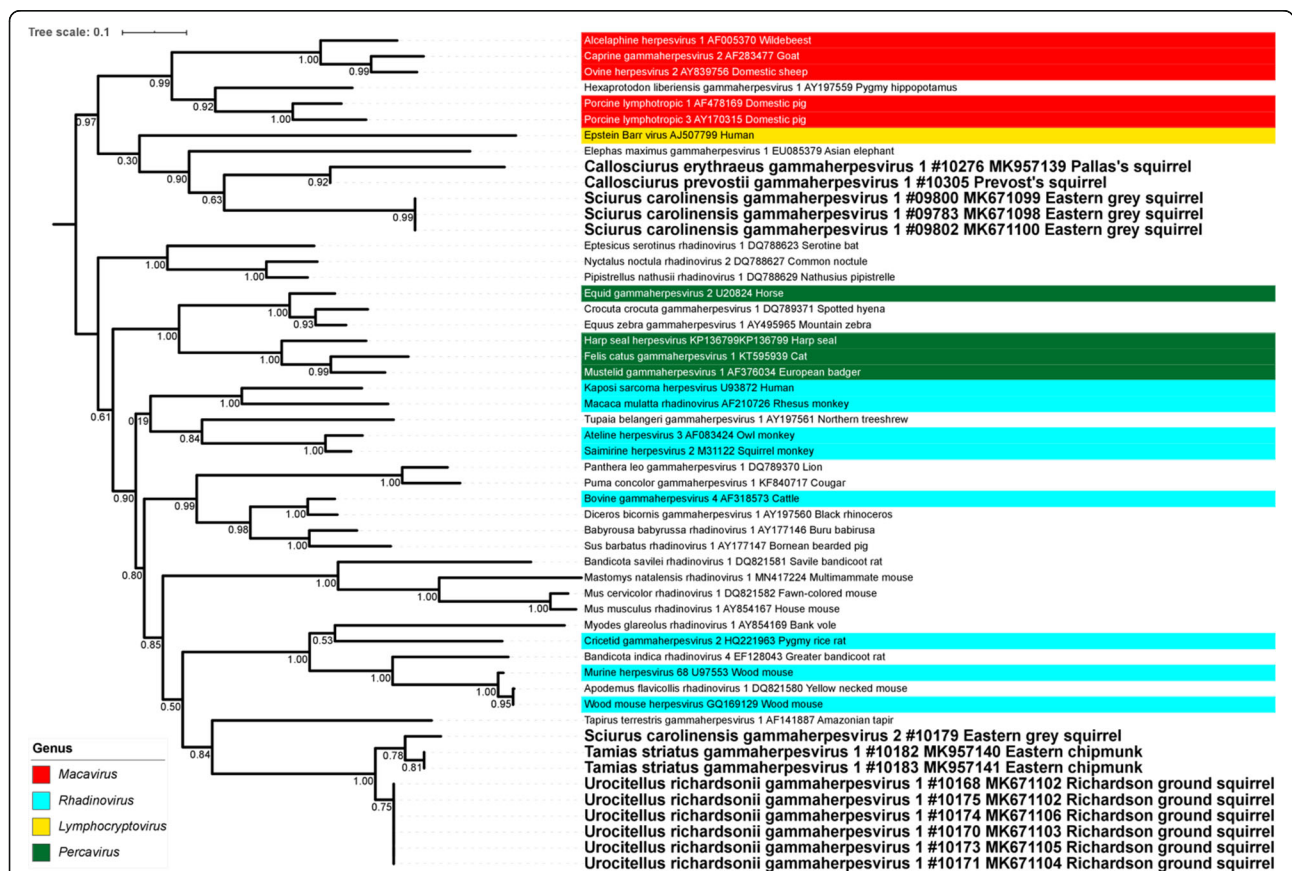 Tree scale: 0.1
Alcelaphine herpesvirus 1 AF005370 Wildebeest
Caprine gammaherpesvirus 2 AF283477 Goat
Ovine herpesvirus 2 AY839756 Domestic sheep
Hexaprotodon liberiensis gammaherpesvirus 1 AY197559 Pygmy hippopotamus
Porcine lymphotropic 1 AF478169 Domestic pig
Porcine lymphotropic 3 AY170315 Domestic pig
Epstein Barr virus AJ507799 Human
Elephas maximus gammaherpesvirus 1 EU085379 Asian elephant
Callosciurus erythraeus gammaherpesvirus 1 #10276 MK957139 Pallas's squirrel
Callosciurus prevostii gammaherpesvirus 1 #10305 Prevost's squirrel
Sciurus carolinensis gammaherpesvirus 1 #09800 MK671099 Eastern grey squirrel
Sciurus carolinensis gammaherpesvirus 1 #09783 MK671098 Eastern grey squirrel
Sciurus carolinensis gammaherpesvirus 1 #09802 MK671100 Eastern grey squirrel
Eptesicus serotinus rhadinovirus 1 DQ788623 Serotine bat
Nyctalus noctula rhadinovirus 2 DQ788627 Common noctule
Pipistrellus nathusii rhadinovirus 1 DQ788629 Nathusius pipistrelle
Equid gammaherpesvirus 2 U20824 Horse
Crocuta crocuta gammaherpesvirus 1 DQ789371 Spotted hyena
Equus zebra gammaherpesvirus 1 AY495965 Mountain zebra
Harp seal herpesvirus KP136799KP136799 Harp seal
Felis catus gammaherpesvirus 1 KT595939 Cat
Mustelid gammaherpesvirus 1 AF376034 European badger
Kaposi sarcoma herpesvirus U93872 Human
Macaca mulatta rhadinovirus AF210726 Rhesus monkey
Tupaia belangeri gammaherpesvirus 1 AY197561 Northern treeshrew
Ateline herpesvirus 3 AF083424 Owl monkey
Saimirine herpesvirus 2 M31122 Squirrel monkey
Panthera leo gammaherpesvirus 1 DQ789370 Lion
Puma concolor gammaherpesvirus 1 KF840717 Cougar
Bovine gammaherpesvirus 4 AF318573 Cattle
Diceros bicornis gammaherpesvirus 1 AY197560 Black rhinoceros
Babyrousa babyrussa rhadinovirus 1 AY177146 Buru babirusa
Sus barbatus rhadinovirus 1 AY177147 Bornean bearded pig
Bandicota savilei rhadinovirus 1 DQ821581 Savile bandicoot rat
Mastomys natalensis rhadinovirus 1 MN417224 Multimammate mouse
Mus cervicolor rhadinovirus 1 DQ821582 Fawn-colored mouse
Mus musculus rhadinovirus 1 AY854167 House mouse
Myodes glareolus rhadinovirus 1 AY854169 Bank vole
Cricetid gammaherpesvirus 2 HQ221963 Pygmy rice rat
Bandicota indica rhadinovirus 4 EF128043 Greater bandicoot rat
Murine herpesvirus 68 U97553 Wood mouse
Apodemus flavicollis rhadinovirus 1 DQ821580 Yellow necked mouse
Wood mouse herpesvirus GQ169129 Wood mouse
Tapirus terrestris gammaherpesvirus 1 AF141887 Amazonian tapir
Sciurus carolinensis gammaherpesvirus 2 #10179 Eastern grey squirrel
Tamias striatus gammaherpesvirus 1 #10182 MK957140 Eastern chipmunk
Tamias striatus gammaherpesvirus 1 #10183 MK957141 Eastern chipmunk
Urocitellus richardsonii gammaherpesvirus 1 #10168 MK671102 Richardson ground squirrel
Urocitellus richardsonii gammaherpesvirus 1 #10175 MK671102 Richardson ground squirrel
Urocitellus richardsonii gammaherpesvirus 1 #10174 MK671106 Richardson ground squirrel
Urocitellus richardsonii gammaherpesvirus 1 #10170 MK671103 Richardson ground squirrel
Urocitellus richardsonii gammaherpesvirus 1 #10173 MK671105 Richardson ground squirrel
Urocitellus richardsonii gammaherpesvirus 1 #10171 MK671104 Richardson ground squirrel
1.00
0.99
0.99
0.92
1.00
0.97
0.30
0.90
0.92
0.63
0.99
1.00
1.00
1.00
0.93
1.00
1.00
0.99
0.61
1.00
0.19
0.84
1.00
1.00
0.90
0.99
1.00
0.98
1.00
0.80
1.00
1.00
1.00
0.85
0.53
1.00
1.00
1.00
0.95
0.50
0.84
0.78
0.81
1.00
0.75
Genus
Macavirus
Rhadinovirus
Lymphocryptovirus
Percavirus